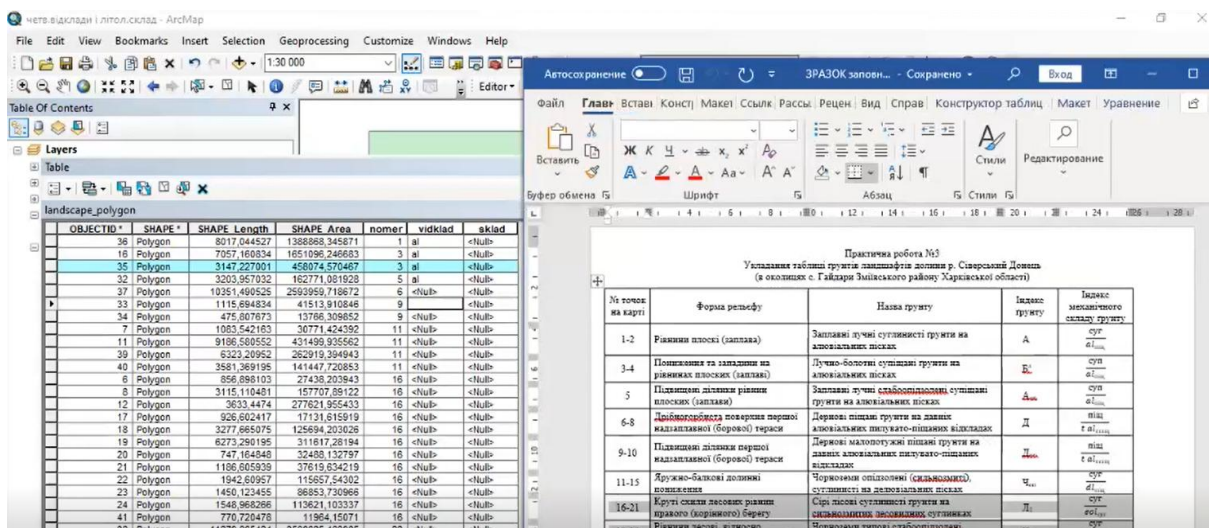 четв.відклади і літол.склад - ArcMap
File Edit View Bookmarks Insert Selection Geoprocessing Customize Windows Help
1:30 000
Editor
Table Of Contents
Layers
Table
landscape_polygon
OBJECTID * SHAPE * SHAPE_Length SHAPE_Area nomer vidklad sklad
36 Polygon 8017,044527 1388868,345871 1 al <Null>
16 Polygon 7057,160834 1651096,246683 3 al <Null>
35 Polygon 3147,227001 458074,570467 3 al <Null>
32 Polygon 3203,957032 162771,081928 5 al <Null>
37 Polygon 10351,490525 2593959,718672 6 <Null> <Null>
33 Polygon 1115,694834 41513,910846 9 <Null>
34 Polygon 475,807673 13766,309852 9 <Null> <Null>
7 Polygon 1083,542163 30771,424392 11 <Null> <Null>
11 Polygon 9186,580552 431499,935562 11 <Null> <Null>
39 Polygon 6323,20952 262919,394943 11 <Null> <Null>
40 Polygon 3581,369195 141447,720853 11 <Null> <Null>
6 Polygon 856,898103 27438,203943 16 <Null> <Null>
8 Polygon 3115,110481 157707,89122 16 <Null> <Null>
12 Polygon 3633,4474 277621,955433 16 <Null> <Null>
17 Polygon 926,602417 17131,615919 16 <Null> <Null>
18 Polygon 3277,665075 125694,203026 16 <Null> <Null>
19 Polygon 6273,290195 311617,28194 16 <Null> <Null>
20 Polygon 747,164848 32488,132797 16 <Null> <Null>
21 Polygon 1186,605939 37619,634219 16 <Null> <Null>
22 Polygon 1942,60957 115657,54302 16 <Null> <Null>
23 Polygon 1450,123455 86853,730966 16 <Null> <Null>
24 Polygon 1548,968266 113621,103337 16 <Null> <Null>
41 Polygon 770,720478 11964,15071 16 <Null> <Null>
Автосохранение ЗРАЗОК заповн... - Сохранено Вход
Файл Главн Вставі Констр Макет Ссылк Рассы Рецен Вид Справ Конструктор таблиц Макет Уравнение
Вставить
Ж К Ч
Стили
Редактирование
Буфер обмена Шрифт Абзац Стили
Практична робота №3
Укладання таблиці ґрунтів ландшафтів долини р. Сіверський Донець
(в околицях с. Гайдари Зміївського району Харківської області)
№ точок на карті
Форма рельєфу
Назва ґрунту
Індекс ґрунту
Індекс механічного складу ґрунту
1-2 Рівнини плоскі (заплава)
Заплавні лучні суглинисті ґрунти на алювіальних пісках
А
суг
3-4 Пониження та западини на рівнинах плоских (заплаві)
Лучно-болотні супіщані ґрунти на алювіальних пісках
суп
5 Підвищені ділянки рівнини плоских (заплави)
Заплавні лучні слабоопідзолені супіщані ґрунти на алювіальних пісках
суп
6-8 Дрібногорбиста поверхня першої надзаплавної (борової) тераси
Дернові піщані ґрунти на давніх алювіальних пилувато-піщаних відкладах
Д
піщ
9-10 Підвищені ділянки першої надзаплавної (борової) тераси
Дернові малопотужні піщані ґрунти на давніх алювіальних пилувато-піщаних відкладах
піщ
11-15 Яружно-балкові долинні пониження
Чорноземи опідзолені (сильнозмиті), суглинисті на делювіальних пісках
суг
16-21 Круті схили лесових рівнин правого (корінного) берегу
Сірі лісові суглинисті ґрунти на сильнозмитих лесовидних суглинках
суг